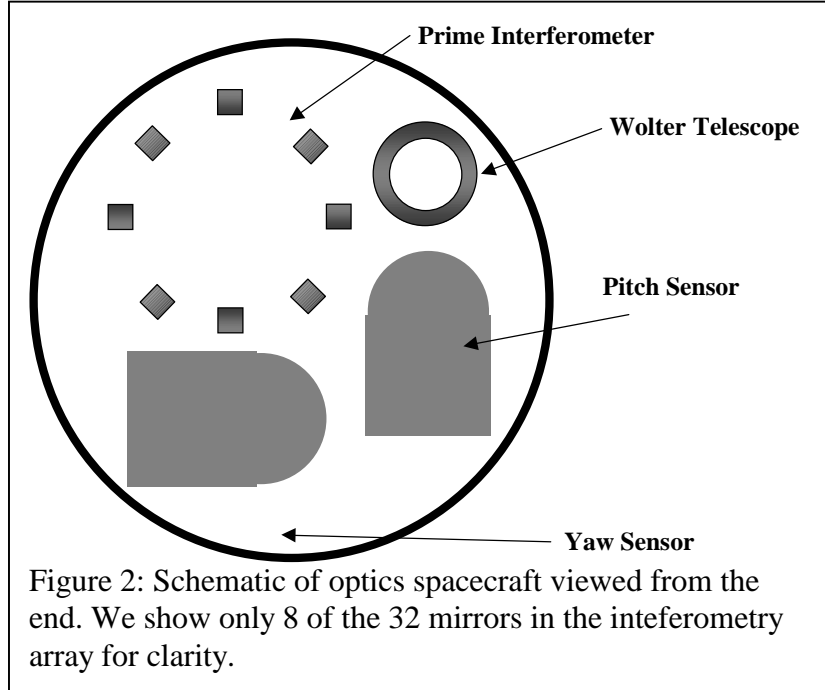 Prime Interferometer
Wolter Telescope
Pitch Sensor
Yaw Sensor
Figure 2: Schematic of optics spacecraft viewed from the
end. We show only 8 of the 32 mirrors in the inteferometry
array for clarity.